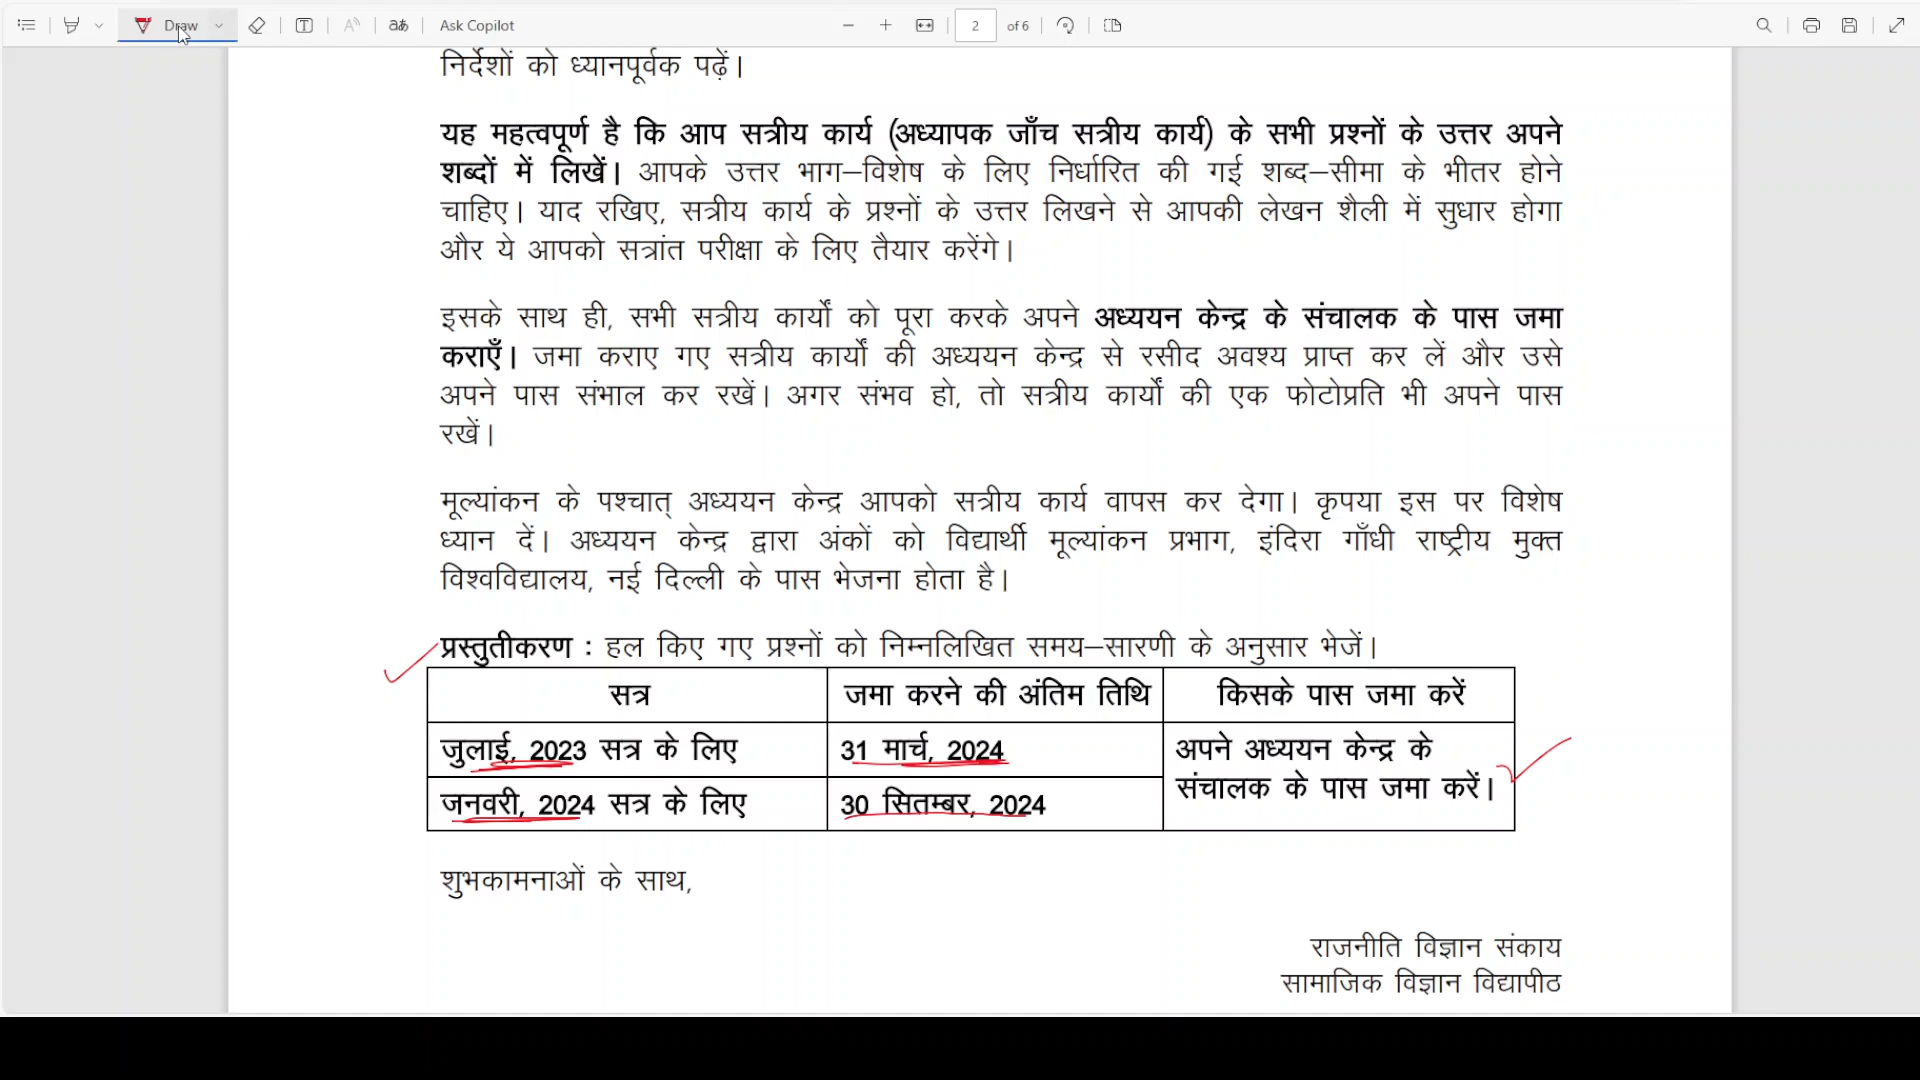 Draw
aあ
Ask Copilot
2 of 6
निर्देशों को ध्यानपूर्वक पढ़ें।
यह महत्वपूर्ण है कि आप सत्रीय कार्य (अध्यापक जाँच सत्रीय कार्य) के सभी प्रश्नों के उत्तर अपने
शब्दों में लिखें। आपके उत्तर भाग–विशेष के लिए निर्धारित की गई शब्द–सीमा के भीतर होने
चाहिए। याद रखिए, सत्रीय कार्य के प्रश्नों के उत्तर लिखने से आपकी लेखन शैली में सुधार होगा
और ये आपको सत्रांत परीक्षा के लिए तैयार करेंगे।
इसके साथ ही, सभी सत्रीय कार्यों को पूरा करके अपने अध्ययन केन्द्र के संचालक के पास जमा
कराएँ। जमा कराए गए सत्रीय कार्यों की अध्ययन केन्द्र से रसीद अवश्य प्राप्त कर लें और उसे
अपने पास संभाल कर रखें। अगर संभव हो, तो सत्रीय कार्यों की एक फोटोप्रति भी अपने पास
रखें।
मूल्यांकन के पश्चात् अध्ययन केन्द्र आपको सत्रीय कार्य वापस कर देगा। कृपया इस पर विशेष
ध्यान दें। अध्ययन केन्द्र द्वारा अंकों को विद्यार्थी मूल्यांकन प्रभाग, इंदिरा गाँधी राष्ट्रीय मुक्त
विश्वविद्यालय, नई दिल्ली के पास भेजना होता है।
प्रस्तुतीकरण : हल किए गए प्रश्नों को निम्नलिखित समय–सारणी के अनुसार भेजें।
सत्र जमा करने की अंतिम तिथि किसके पास जमा करें
जुलाई, 2023 सत्र के लिए 31 मार्च, 2024 अपने अध्ययन केन्द्र के
संचालक के पास जमा करें।
जनवरी, 2024 सत्र के लिए 30 सितम्बर, 2024
शुभकामनाओं के साथ,
राजनीति विज्ञान संकाय
सामाजिक विज्ञान विद्यापीठ